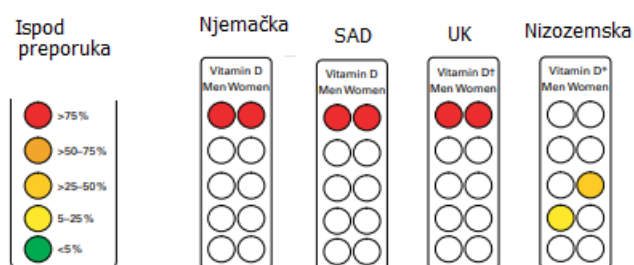 Ispod
preporuka
>75%
>50–75%
>25–50%
5–25%
<5%
Njemačka
Vitamin D
Men Women
SAD
Vitamin D
Men Women
UK
Vitamin D†
Men Women
Nizozemska
Vitamin D*
Men Women